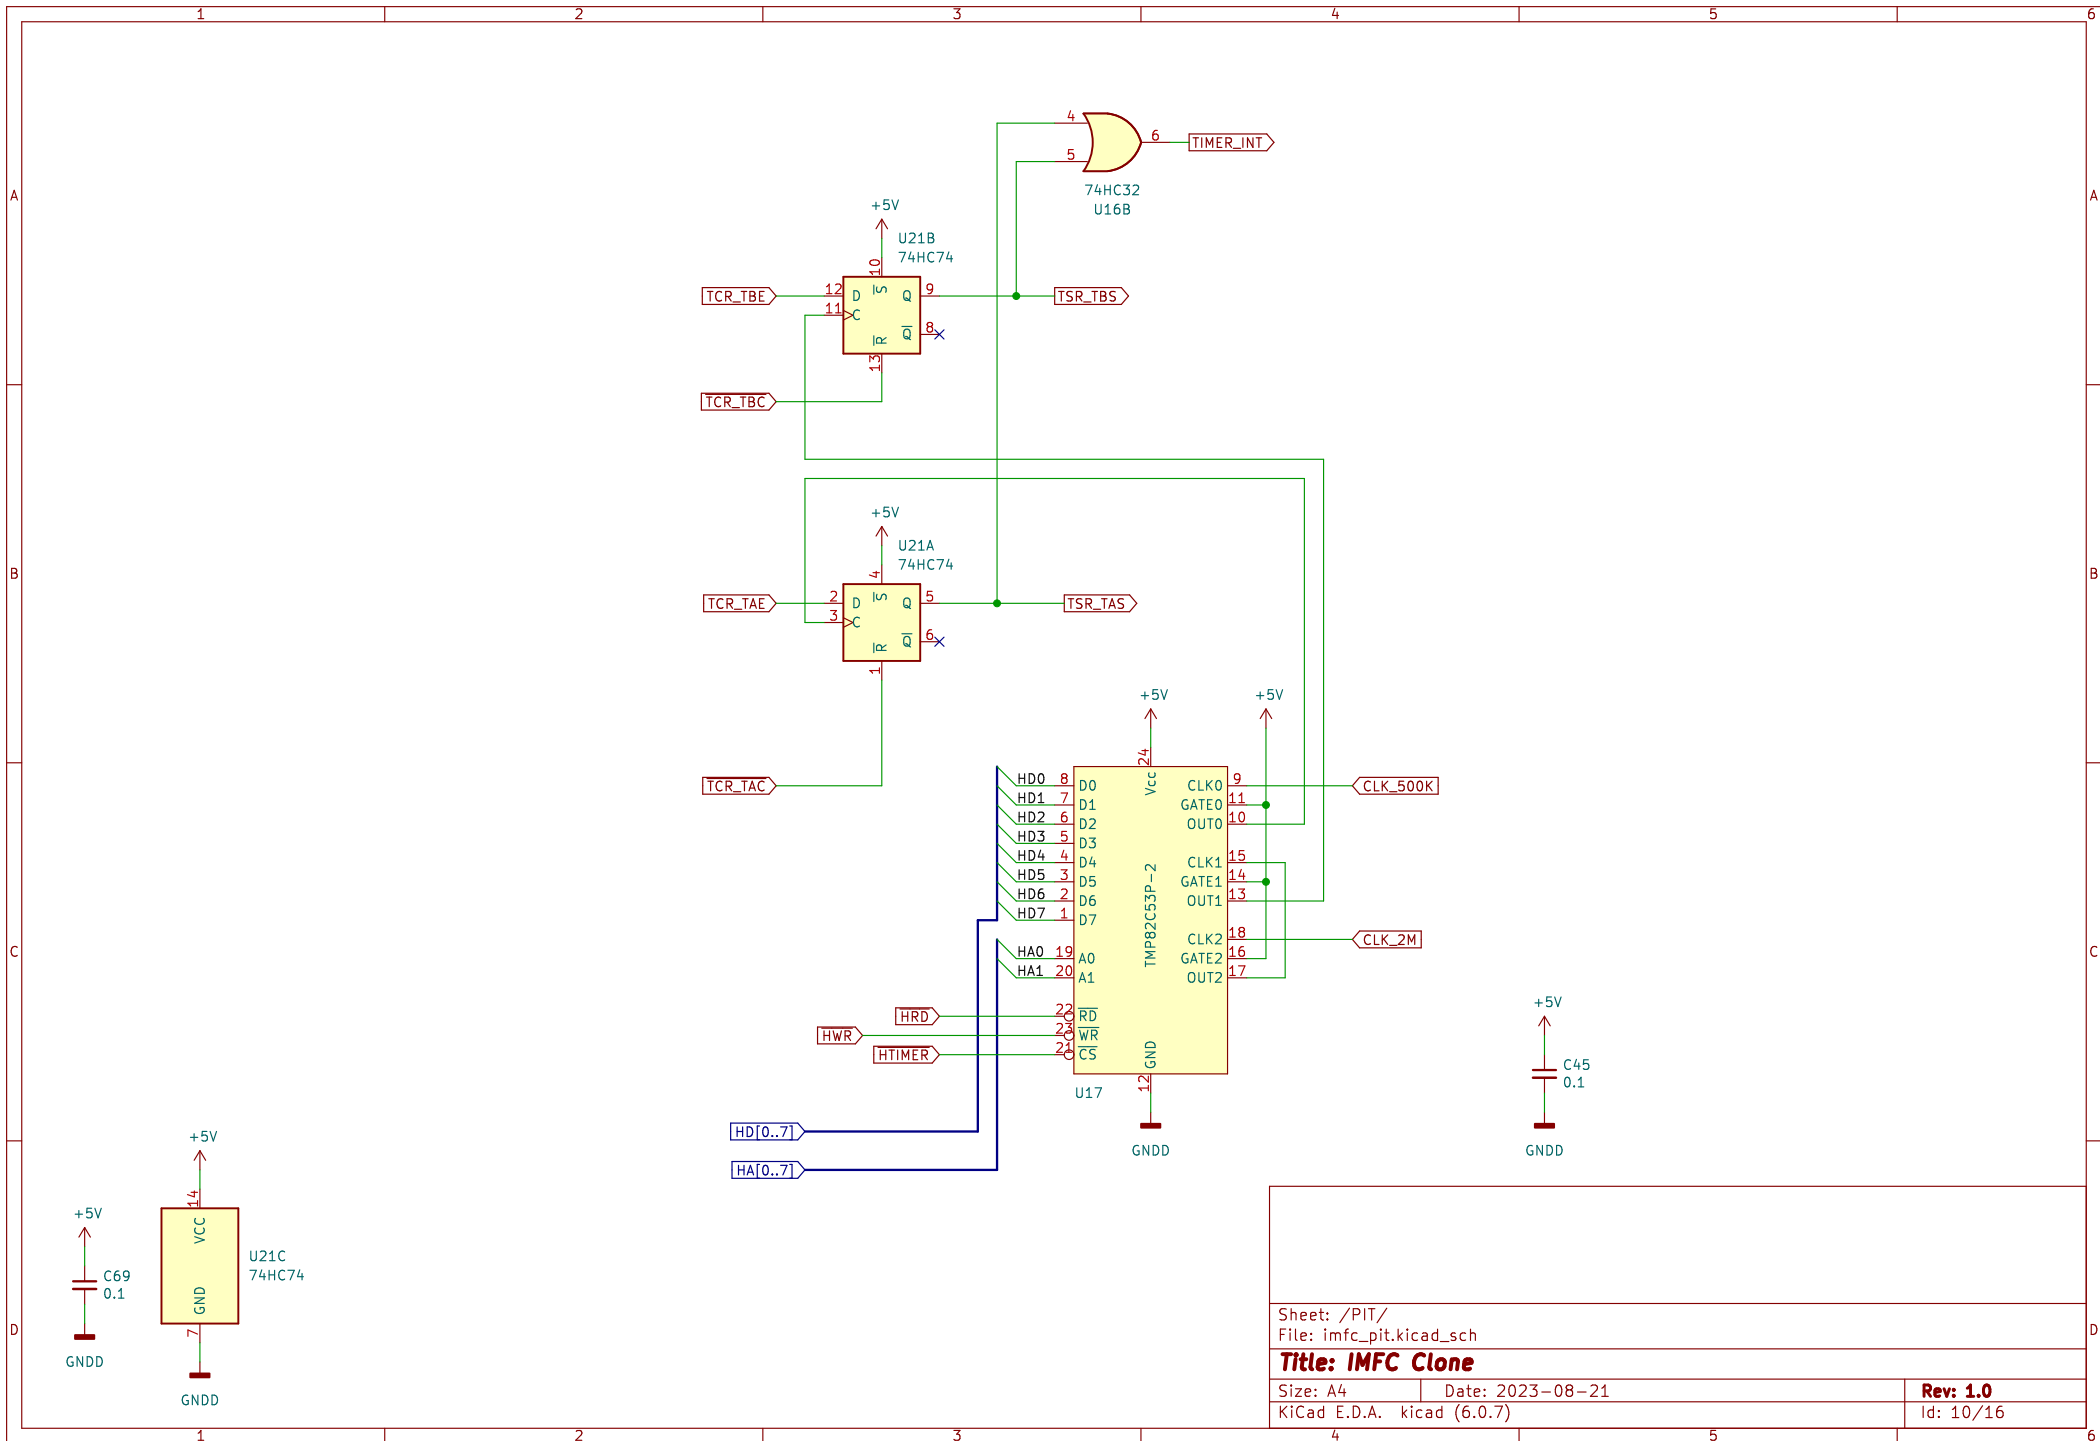 1 2 3 4 5 6
4
6 TIMER_INT
5
A A
74HC32
U16B
+5V
U21B
74HC74
10
TCR_TBE 12 D S Q 9 TSR_TBS
11 C
Q 8
R
13
TCR_TBC
+5V
U21A
74HC74
4
B B
TCR_TAE 2 D S Q 5 TSR_TAS
3 C
Q 6
R
1
+5V +5V
24
Vcc
TCR_TAC HD0 8 D0 CLK0 9 CLK_500K
HD1 7 D1 GATE0 11
HD2 6 D2 OUT0 10
HD3 5 D3
HD4 4 D4 CLK1 15
HD5 3 D5 GATE1 14
HD6 2 D6 OUT1 13
HD7 1 D7
TMP82C53P-2
CLK2 18 CLK_2M
C HA0 19 A0 GATE2 16 C
HA1 20 A1 OUT2 17
HRD 22 RD
HWR 23 WR
HTIMER 21 CS
GND
12
U17
GNDD
+5V
C45
0.1
GNDD
HD[0..7]
HA[0..7]
+5V
14
VCC
U21C
74HC74
GND
7
GNDD
+5V
C69
0.1
GNDD
D D
Sheet: /PIT/
File: imfc_pit.kicad_sch
Title: IMFC Clone
Size: A4 Date: 2023-08-21 Rev: 1.0
KiCad E.D.A. kicad (6.0.7) Id: 10/16
1 2 3 4 5 6